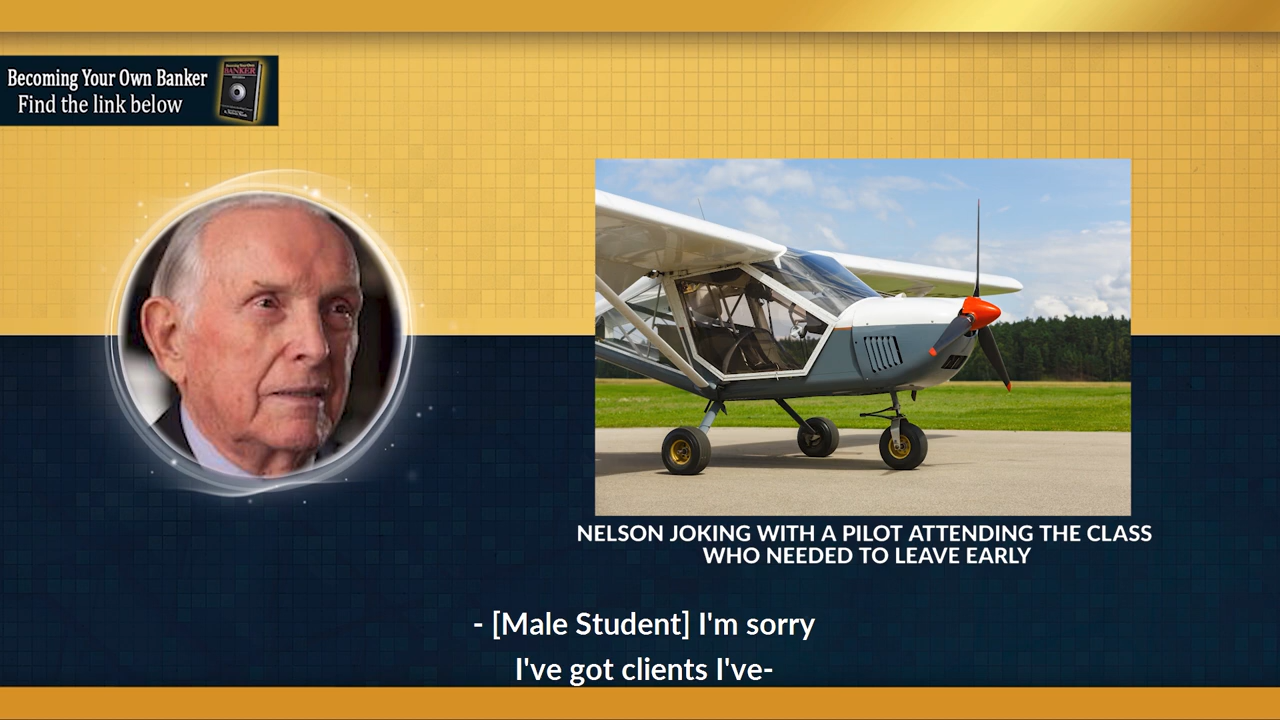 Becoming Your Own Banker
Find the link below
NELSON JOKING WITH A PILOT ATTENDING THE CLASS
WHO NEEDED TO LEAVE EARLY
- [Male Student] I'm sorry
I've got clients I've-